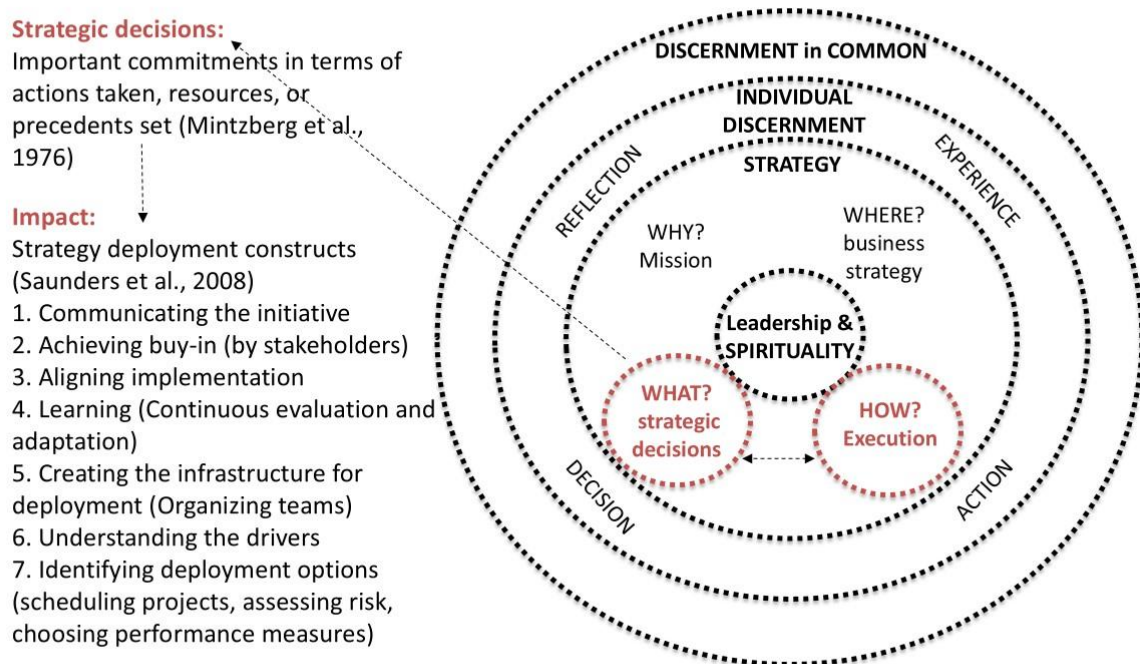 Strategic decisions:
Important commitments in terms of
actions taken, resources, or
precedents set (Mintzberg et al.,
1976)
Impact:
Strategy deployment constructs
(Saunders et al., 2008)
1. Communicating the initiative
2. Achieving buy-in (by stakeholders)
3. Aligning implementation
4. Learning (Continuous evaluation and
adaptation)
5. Creating the infrastructure for
deployment (Organizing teams)
6. Understanding the drivers
7. Identifying deployment options
(scheduling projects, assessing risk,
choosing performance measures)
DISCERNMENT in COMMON
INDIVIDUAL
DISCERNMENT
STRATEGY
REFLECTION
EXPERIENCE
WHY?
Mission
WHERE?
business
strategy
Leadership &
SPIRITUALITY
WHAT?
strategic
decisions
HOW?
Execution
DECISION
ACTION